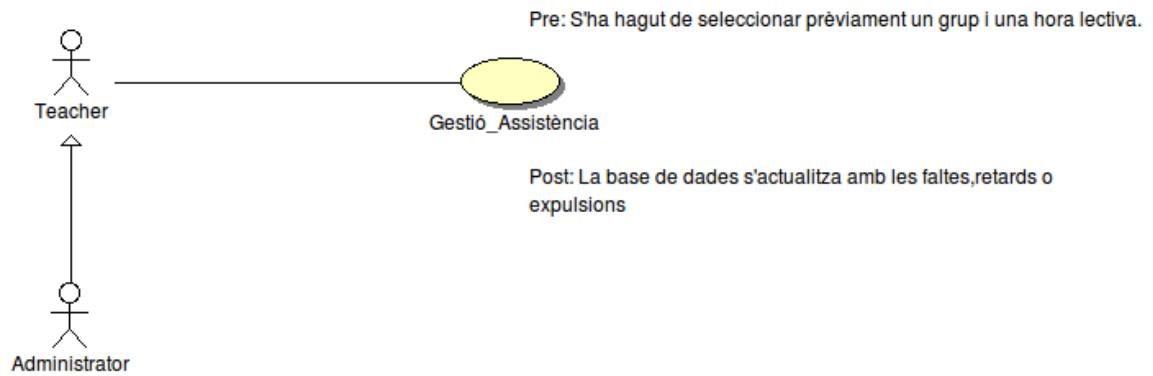 Pre: S'ha hagut de seleccionar prèviament un grup i una hora lectiva.
Teacher
Gestió_Assistència
Post: La base de dades s'actualitza amb les faltes,retards o
expulsions
Administrator